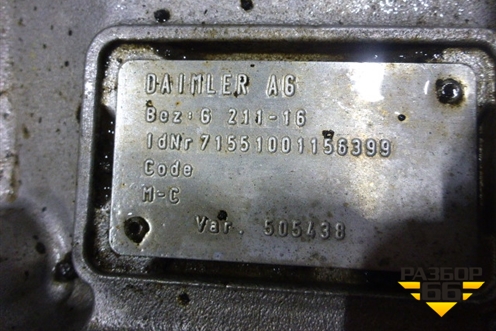 DAIMLER AG
Bez: G 211-16
IdNr 71551001156399
Code
M-C
Var. 505438
РАЗБОР
66